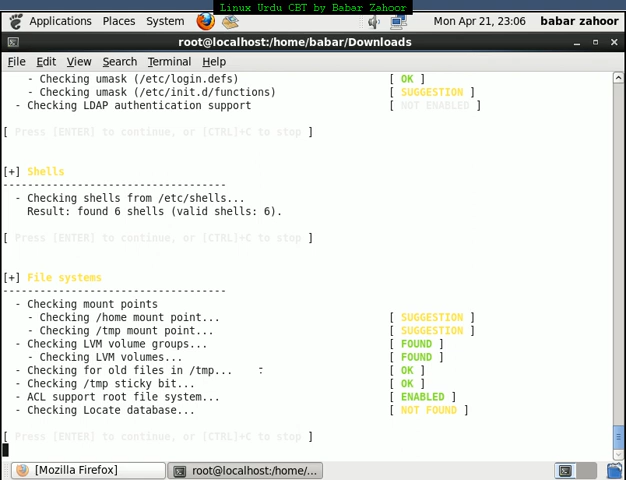 Linux Urdu CBT by Babar Zahoor
Applications Places System Mon Apr 21, 23:06 babar zahoor
root@localhost:/home/babar/Downloads
File Edit View Search Terminal Help
- Checking umask (/etc/login.defs) [ OK ]
- Checking umask (/etc/init.d/functions) [ SUGGESTION ]
- Checking LDAP authentication support [ NOT ENABLED ]
[ Press [ENTER] to continue, or [CTRL]+C to stop ]
[+] Shells
------------------------------------
- Checking shells from /etc/shells...
Result: found 6 shells (valid shells: 6).
[ Press [ENTER] to continue, or [CTRL]+C to stop ]
[+] File systems
------------------------------------
- Checking mount points
- Checking /home mount point... [ SUGGESTION ]
- Checking /tmp mount point... [ SUGGESTION ]
- Checking LVM volume groups... [ FOUND ]
- Checking LVM volumes... [ FOUND ]
- Checking for old files in /tmp... [ OK ]
- Checking /tmp sticky bit... [ OK ]
- ACL support root file system... [ ENABLED ]
- Checking Locate database... [ NOT FOUND ]
[ Press [ENTER] to continue, or [CTRL]+C to stop ]
[Mozilla Firefox] root@localhost:/home/...